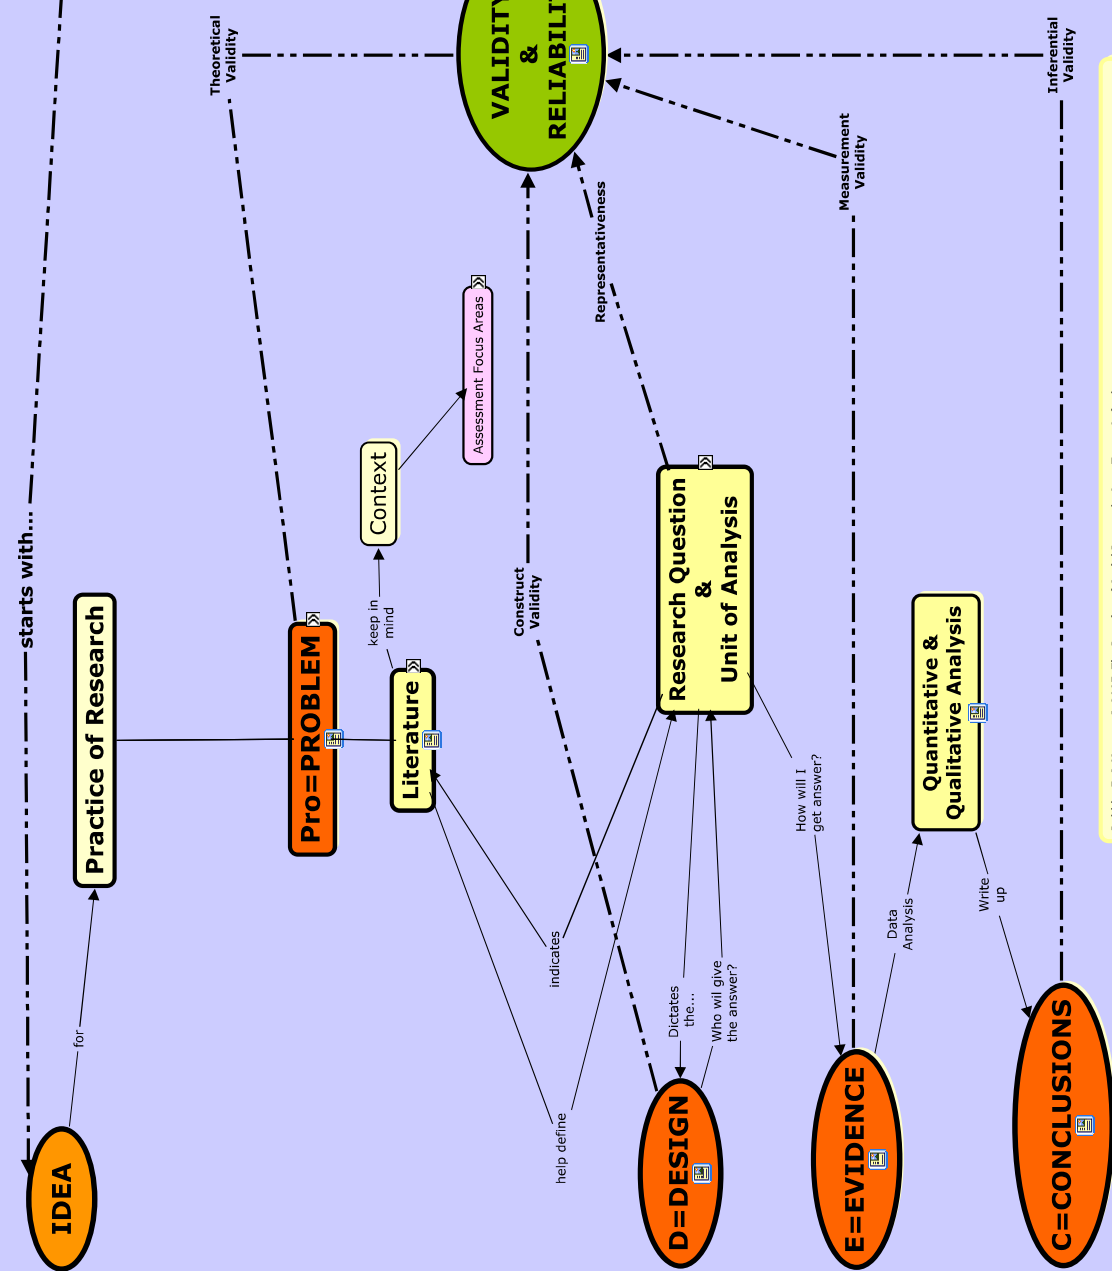 starts with...
IDEA
for
Practice of Research
Theoretical
Validity
Pro=PROBLEM
keep in
mind
Literature
Context
Assessment Focus Areas
VALIDITY
&
Construct
Validity
Representativeness
indicates
help define
Research Question
&
Unit of Analysis
Dictates
the...
Who wil give
the answer?
D=DESIGN
How will I
get answer?
Measurement
Validity
E=EVIDENCE
Data
Analysis
Quantitative &
Qualitative Analysis
Write
up
Inferential
Validity
C=CONCLUSIONS